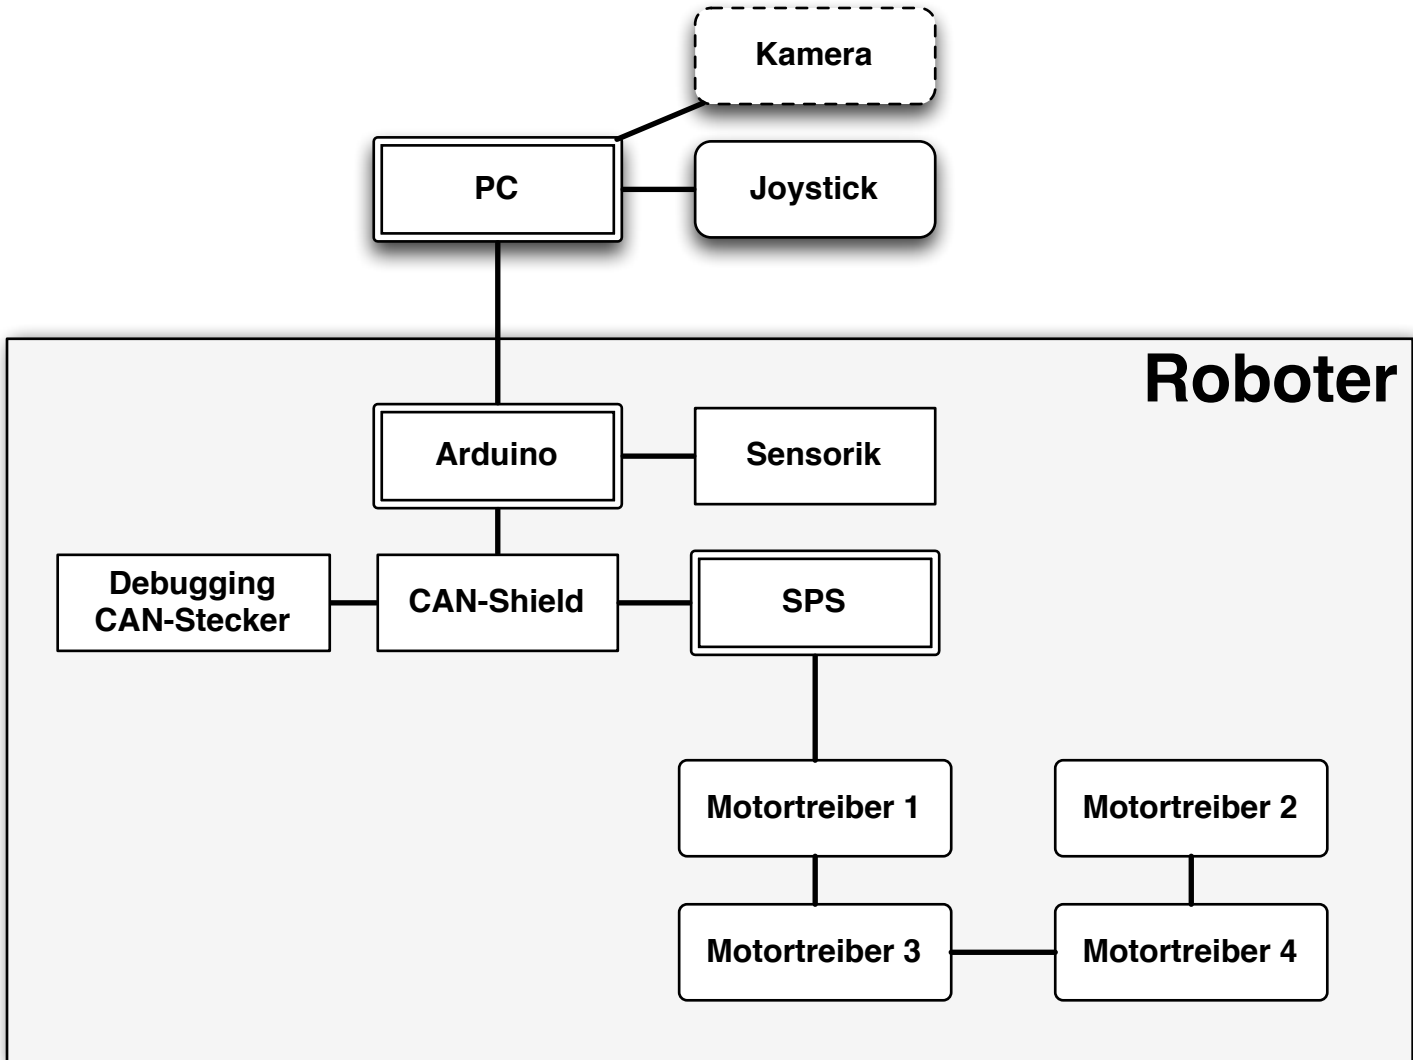 Kamera
PC
Joystick
Roboter
Arduino
Sensorik
Debugging
CAN-Stecker
CAN-Shield
SPS
Motortreiber 1
Motortreiber 2
Motortreiber 3
Motortreiber 4